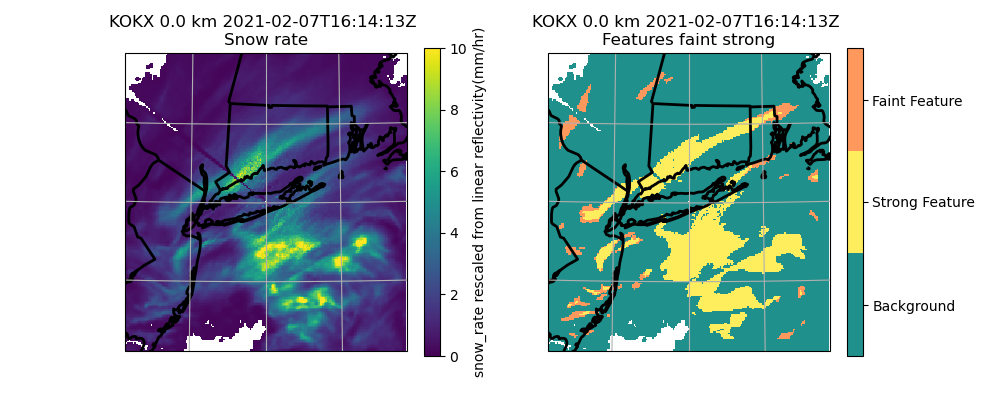 KOKX 0.0 km 2021-02-07T16:14:13Z
Snow rate
10
8
6
4
2
0
snow_rate rescaled from linear reflectivity(mm/hr)
KOKX 0.0 km 2021-02-07T16:14:13Z
Features faint strong
Faint Feature
Strong Feature
Background